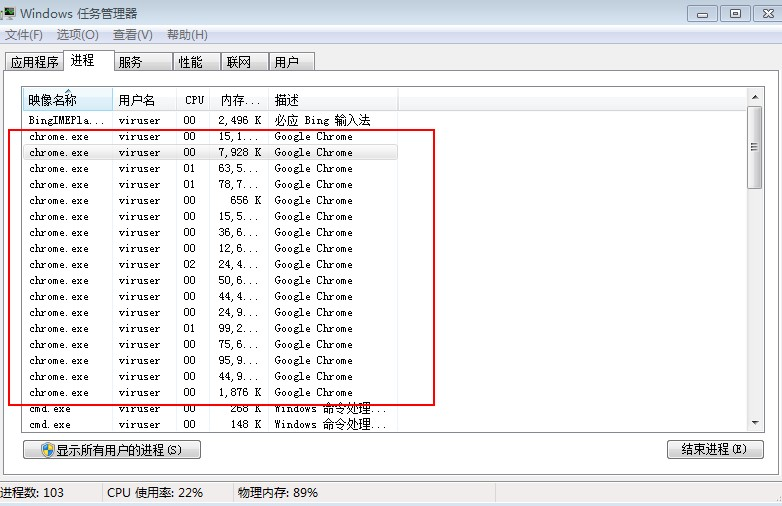 Windows 任务管理器
文件(F) 选项(O) 查看(V) 帮助(H)
应用程序 进程 服务 性能 联网 用户
映像名称 用户名 CPU 内存... 描述
BingIMEPla... viruser 00 2,496 K 必应 Bing 输入法
chrome.exe viruser 00 15,1... Google Chrome
chrome.exe viruser 00 7,928 K Google Chrome
chrome.exe viruser 01 63,5... Google Chrome
chrome.exe viruser 01 78,7... Google Chrome
chrome.exe viruser 00 656 K Google Chrome
chrome.exe viruser 00 15,5... Google Chrome
chrome.exe viruser 00 36,6... Google Chrome
chrome.exe viruser 00 12,6... Google Chrome
chrome.exe viruser 02 24,4... Google Chrome
chrome.exe viruser 00 50,6... Google Chrome
chrome.exe viruser 00 44,4... Google Chrome
chrome.exe viruser 00 24,9... Google Chrome
chrome.exe viruser 01 99,2... Google Chrome
chrome.exe viruser 00 75,6... Google Chrome
chrome.exe viruser 00 95,9... Google Chrome
chrome.exe viruser 00 44,9... Google Chrome
chrome.exe viruser 00 1,876 K Google Chrome
cmd.exe viruser 00 268 K Windows 命令处理...
cmd.exe viruser 00 148 K Windows 命令处理...
显示所有用户的进程(S) 结束进程(E)
进程数: 103 CPU 使用率: 22% 物理内存: 89%